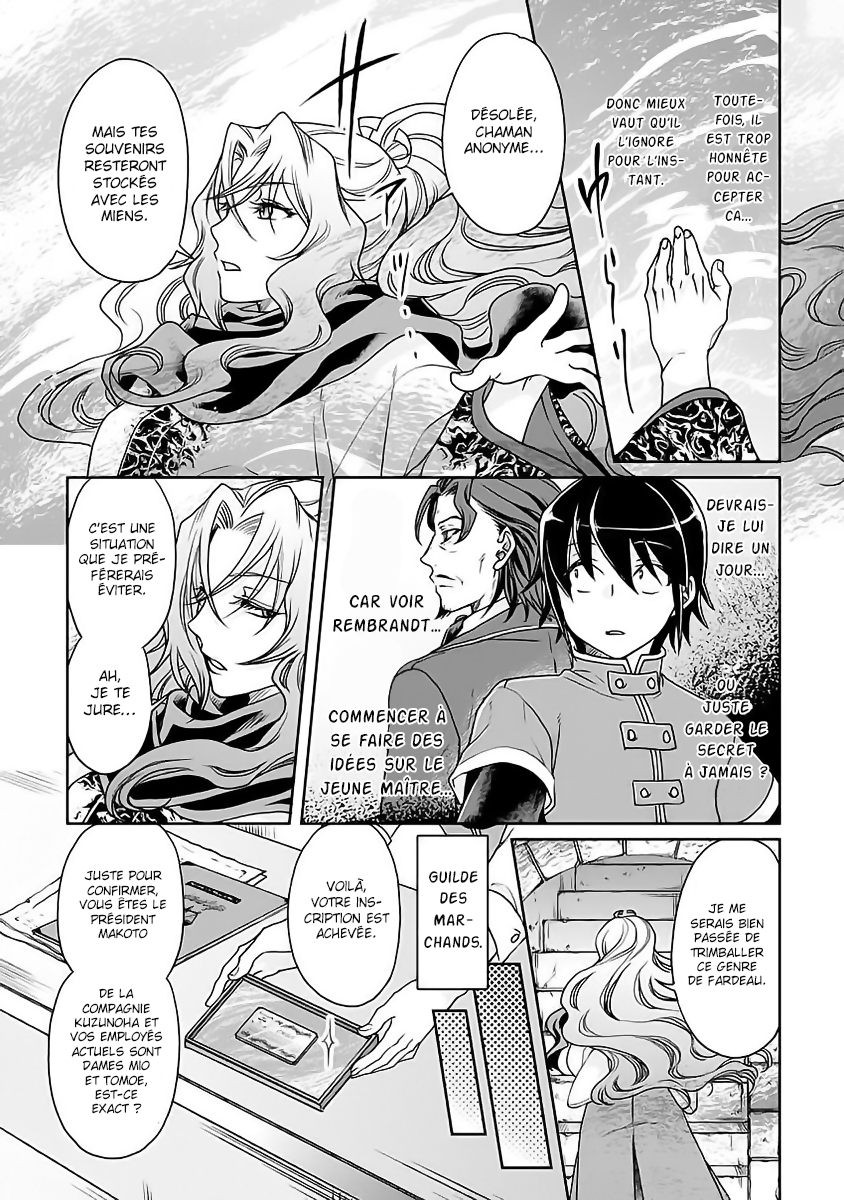 TOUTE-
FOIS, IL
EST TROP
HONNÊTE
POUR AC-
CEPTER
CA...
DONC MIEUX
VAUT QU'IL
L'IGNORE
POUR L'INS-
TANT.
DÉSOLÉE,
CHAMAN
ANONYME...
MAIS TES
SOUVENIRS
RESTERONT
STOCKÉS
AVEC LES
MIENS.
DEVRAIS-
JE LUI
DIRE UN
JOUR...
OU
JUSTE
GARDER LE
SECRET
À JAMAIS ?
CAR VOIR
REMBRANDT...
COMMENCER À
SE FAIRE DES
IDÉES SUR LE
JEUNE MAÎTRE...
C'EST UNE
SITUATION
QUE JE PRÉ-
FÉRERAIS
ÉVITER.
AH,
JE TE
JURE...
JE ME
SERAIS BIEN
PASSÉE DE
TRIMBALLER
CE GENRE
DE FARDEAU.
GUILDE
DES
MAR-
CHANDS.
VOILÀ,
VOTRE INS-
CRIPTION EST
ACHEVÉE.
JUSTE POUR
CONFIRMER,
VOUS ÊTES LE
PRÉSIDENT
MAKOTO
DE LA
COMPAGNIE
KUZUNOHA ET
VOS EMPLOYÉS
ACTUELS SONT
DAMES MIO
ET TOMOE,
EST-CE
EXACT ?